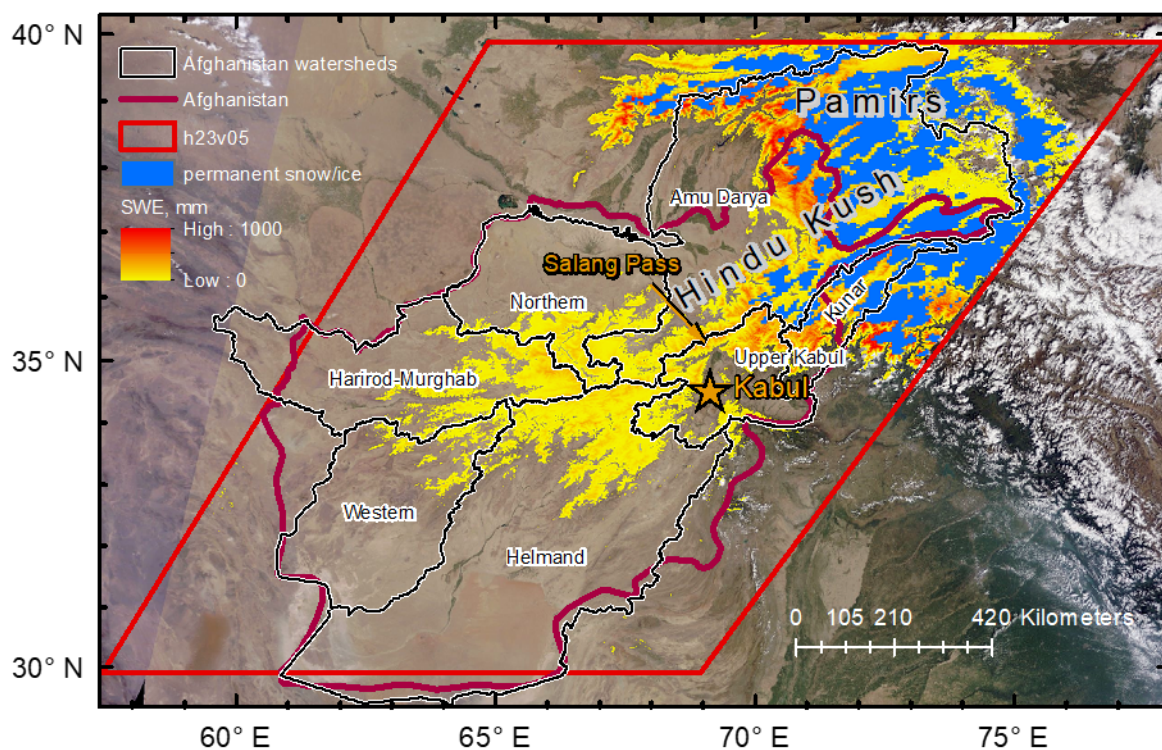 40° N
35° N
30° N
60° E
65° E
70° E
75° E
Afghanistan watersheds
Afghanistan
h23v05
permanent snow/ice
SWE, mm
High : 1000
Low : 0
Pamirs
Hindu Kush
Amu Darya
Salang Pass
Northern
Kunar
Upper Kabul
Kabul
Harirod-Murghab
Western
Helmand
0 105 210 420 Kilometers